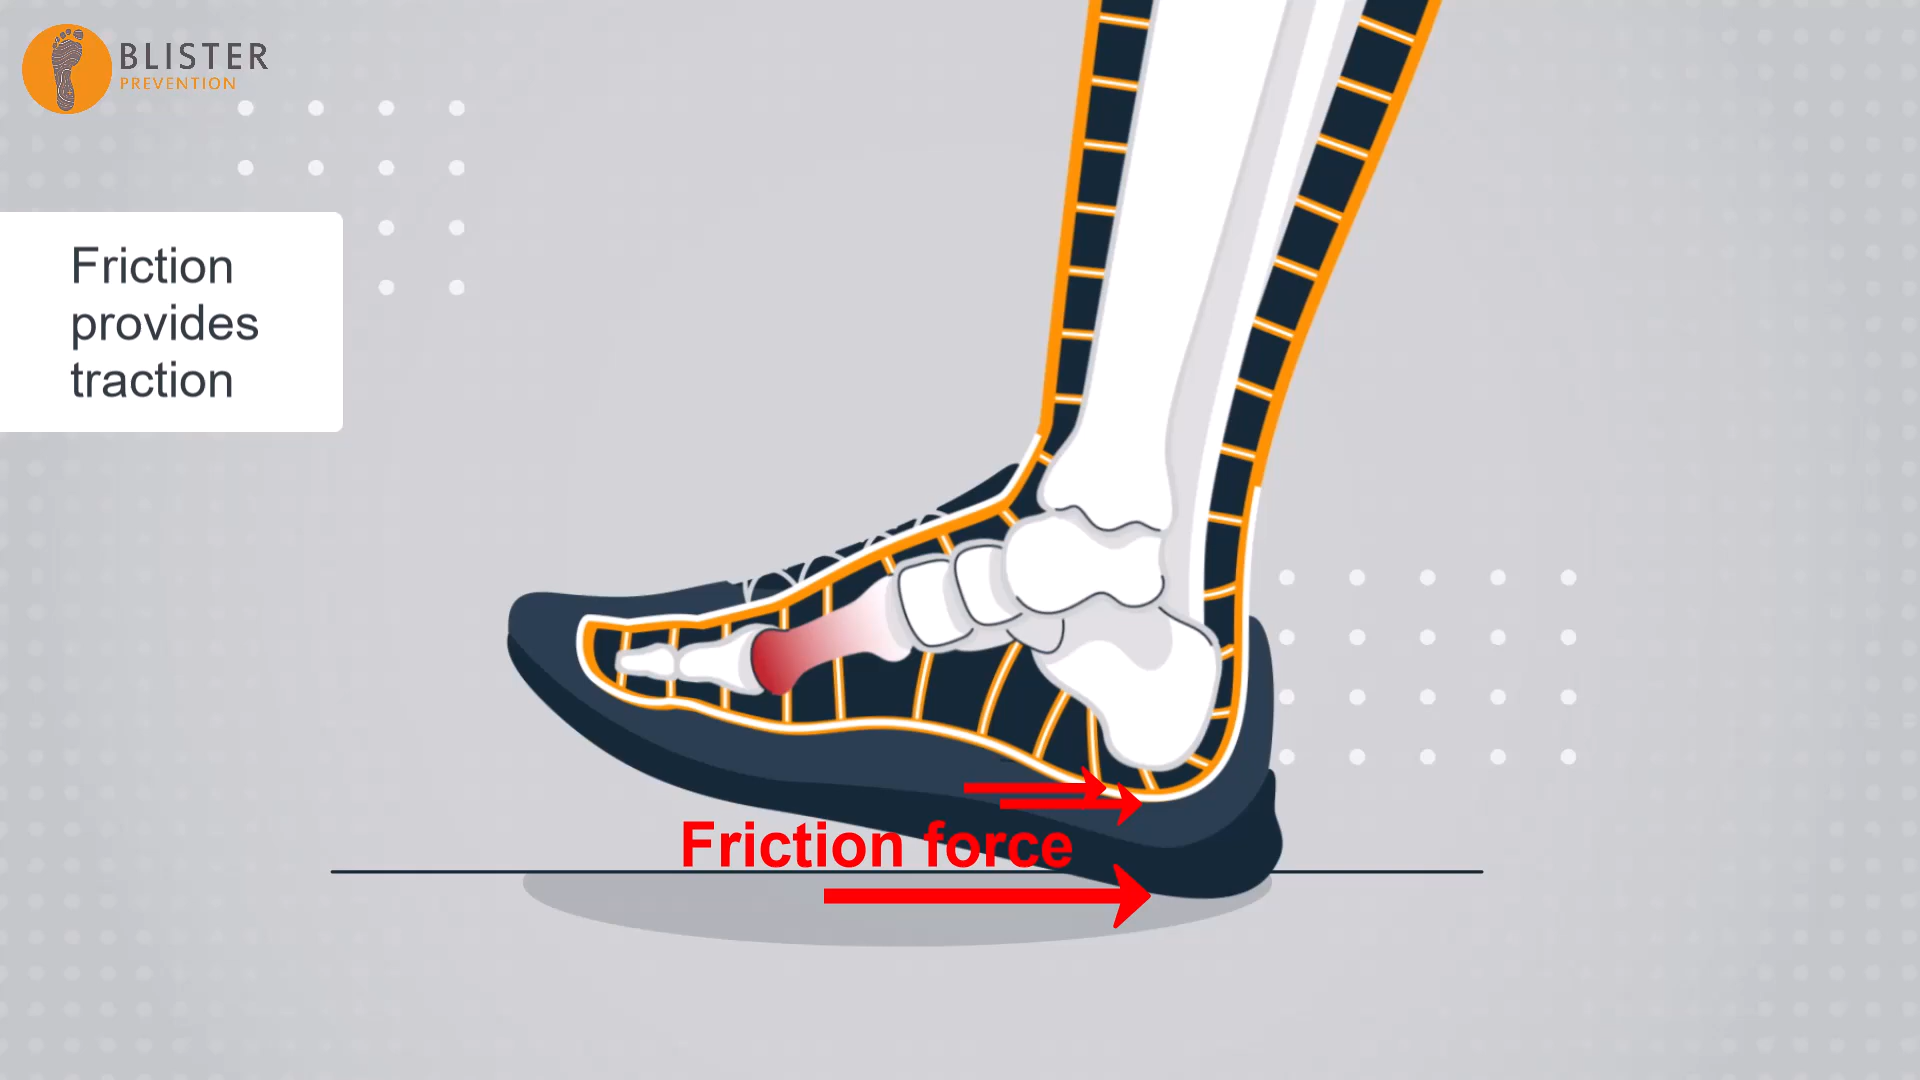 BLISTER
PREVENTION
Friction
provides
traction
Friction force